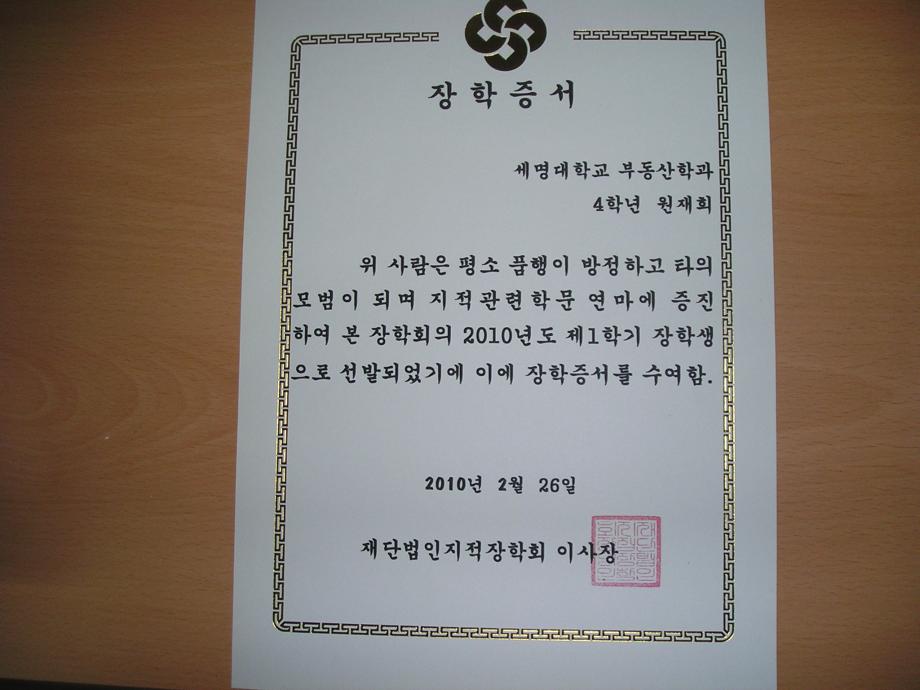 장학증서
세명대학교 부동산학과
4학년 원재희
위 사람은 평소 품행이 방정하고 타의
모범이 되며 지적관련학문 연마에 증진
하여 본 장학회의 2010년도 제1학기 장학생
으로 선발되었기에 이에 장학증서를 수여함.
2010년 2월 26일
재단법인지적장학회 이사장